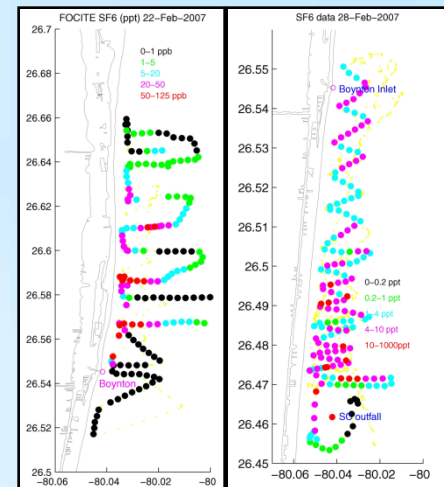 FOCITE SF6 (ppt) 22-Feb-2007
26.7
26.68
26.66
26.64
26.62
26.6
26.58
26.56
26.54
26.52
26.5
0-1 ppb
1-5
5-20
20-50
50-125 ppb
Boynton
-80.06 -80.04 -80.02 -80
SF6 data 28-Feb-2007
26.55
26.54
26.53
26.52
26.51
26.5
26.49
26.48
26.47
26.46
26.45
Boynton Inlet
0-0.2 ppt
0.2-1 ppt
1-4 ppt
4-10 ppt
10-1000ppt
SC outfall
-80.06 -80.04 -80.02 -80